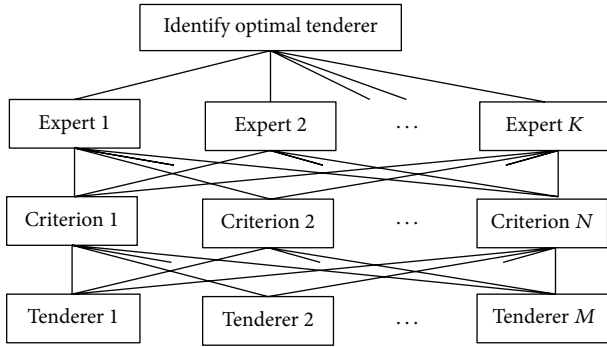 Identify optimal tenderer
Expert 1 Expert 2 ... Expert K
Criterion 1 Criterion 2 ... Criterion N
Tenderer 1 Tenderer 2 ... Tenderer M